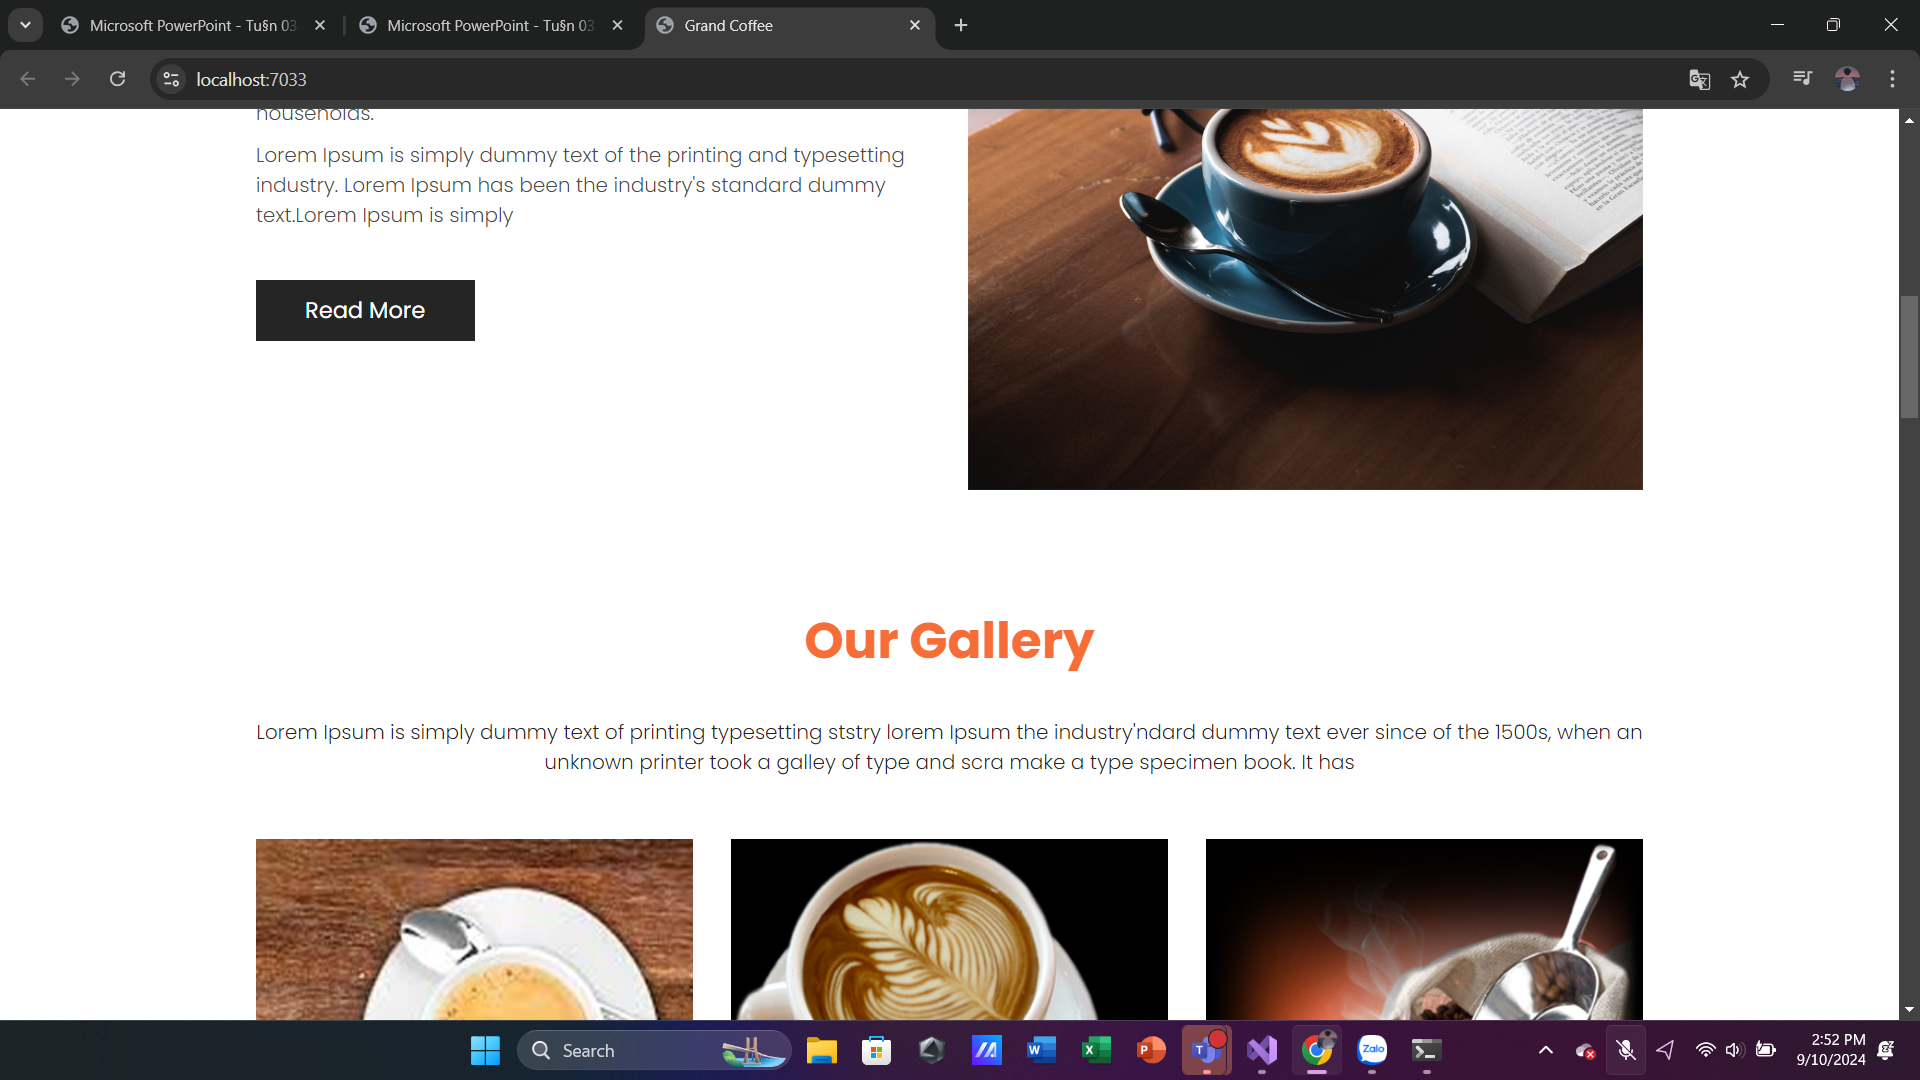 Microsoft PowerPoint - Tu§n 03
Microsoft PowerPoint - Tu§n 03
Grand Coffee
localhost:7033
households.
Lorem Ipsum is simply dummy text of the printing and typesetting
industry. Lorem Ipsum has been the industry's standard dummy
text.Lorem Ipsum is simply
Read More
Our Gallery
Lorem Ipsum is simply dummy text of printing typesetting ststry lorem Ipsum the industry'ndard dummy text ever since of the 1500s, when an
unknown printer took a galley of type and scra make a type specimen book. It has
Search
Zalo
2:52 PM
9/10/2024